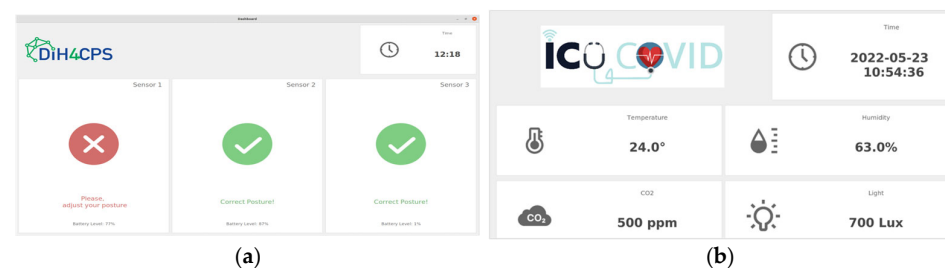 Dashboard
DIH4CPS
Time
12:18
Sensor 1
Sensor 2
Sensor 3
Please,
adjust your posture
Correct Posture!
Correct Posture!
Battery Level: 77%
Battery Level: 87%
Battery Level: 1%
(a)
ICU COVID
Time
2022-05-23
10:54:36
Temperature
24.0°
Humidity
63.0%
CO2
CO₂
500 ppm
Light
700 Lux
(b)